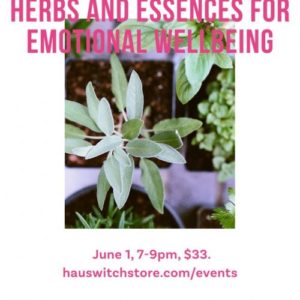 HERBS AND ESSENCES FOR
EMOTIONAL WELLBEING
June 1, 7-9pm, $33.
hauswitchstore.com/events